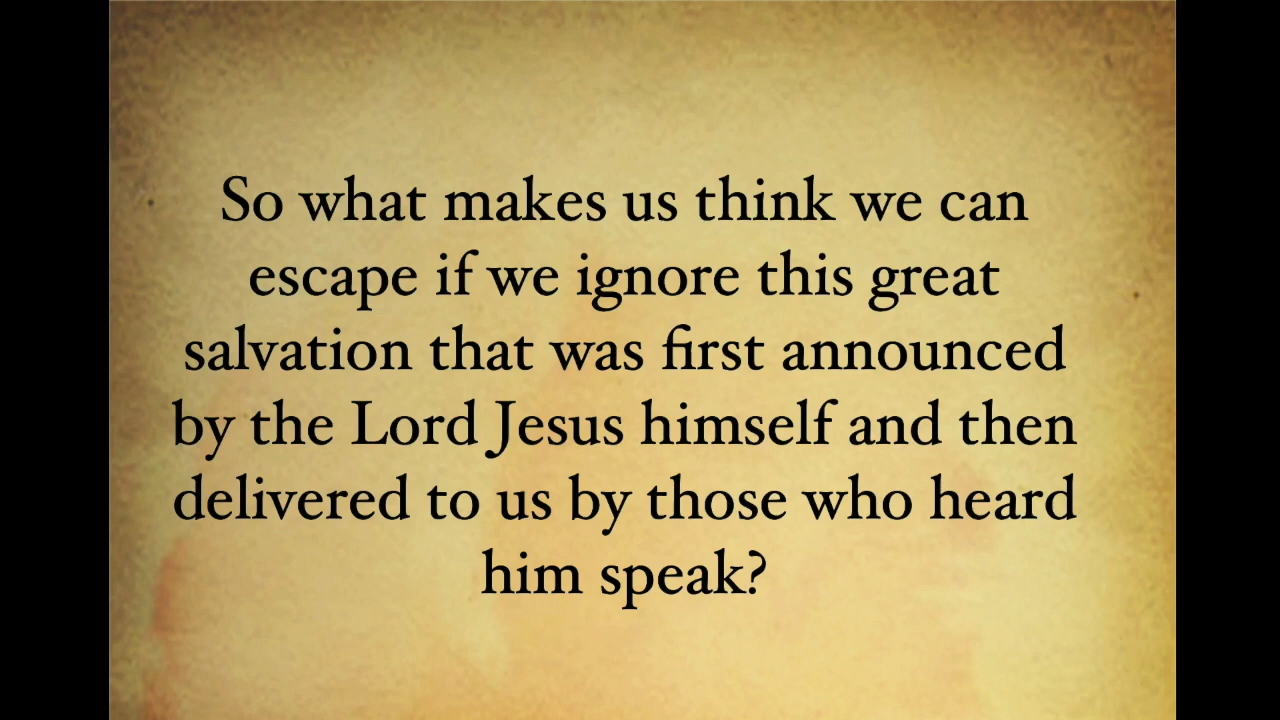 So what makes us think we can
escape if we ignore this great
salvation that was first announced
by the Lord Jesus himself and then
delivered to us by those who heard
him speak?